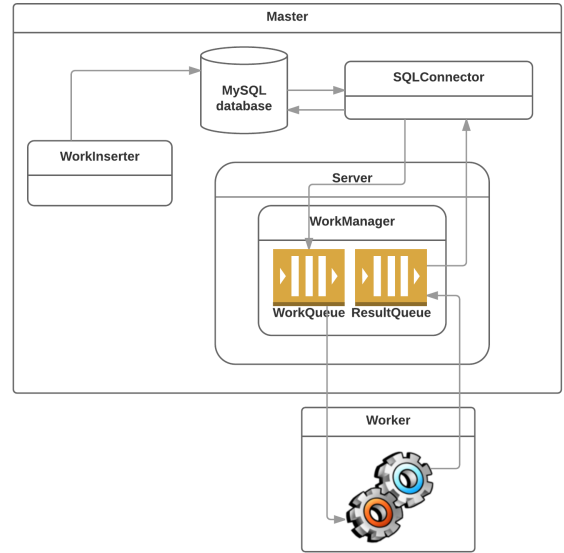 Master
MySQL
database
SQLConnector
WorkInserter
Server
WorkManager
WorkQueue
ResultQueue
Worker